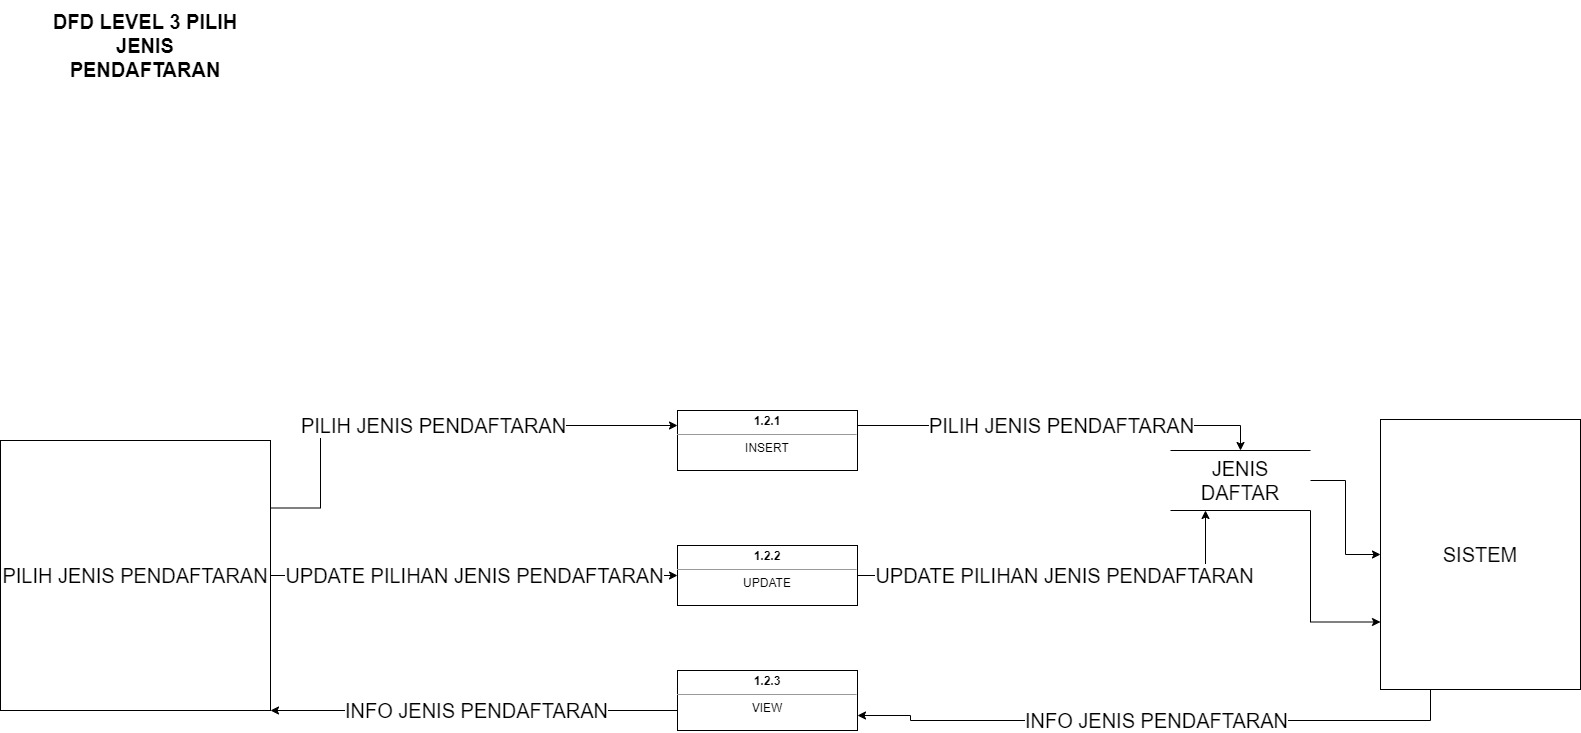 DFD LEVEL 3 PILIH
JENIS
PENDAFTARAN
PILIH JENIS PENDAFTARAN
1.2.1
INSERT
PILIH JENIS PENDAFTARAN
JENIS
DAFTAR
SISTEM
PILIH JENIS PENDAFTARAN
UPDATE PILIHAN JENIS PENDAFTARAN
1.2.2
UPDATE
UPDATE PILIHAN JENIS PENDAFTARAN
INFO JENIS PENDAFTARAN
1.2.3
VIEW
INFO JENIS PENDAFTARAN